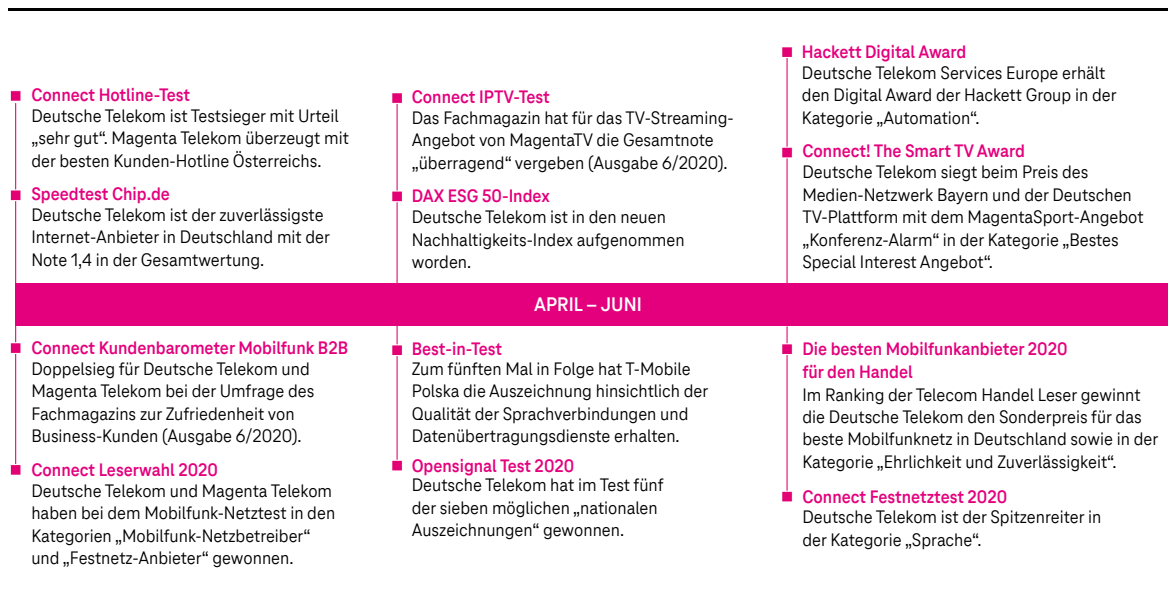 Connect Hotline-Test
Deutsche Telekom ist Testsieger mit Urteil
„sehr gut“. Magenta Telekom überzeugt mit
der besten Kunden-Hotline Österreichs.
Speedtest Chip.de
Deutsche Telekom ist der zuverlässigste
Internet-Anbieter in Deutschland mit der
Note 1,4 in der Gesamtwertung.
Connect IPTV-Test
Das Fachmagazin hat für das TV-Streaming-
Angebot von MagentaTV die Gesamtnote
„überragend“ vergeben (Ausgabe 6/2020).
DAX ESG 50-Index
Deutsche Telekom ist in den neuen
Nachhaltigkeits-Index aufgenommen
worden.
Hackett Digital Award
Deutsche Telekom Services Europe erhält
den Digital Award der Hackett Group in der
Kategorie „Automation“.
Connect! The Smart TV Award
Deutsche Telekom siegt beim Preis des
Medien-Netzwerk Bayern und der Deutschen
TV-Plattform mit dem MagentaSport-Angebot
„Konferenz-Alarm“ in der Kategorie „Bestes
Special Interest Angebot“.
APRIL – JUNI
Connect Kundenbarometer Mobilfunk B2B
Doppelsieg für Deutsche Telekom und
Magenta Telekom bei der Umfrage des
Fachmagazins zur Zufriedenheit von
Business-Kunden (Ausgabe 6/2020).
Connect Leserwahl 2020
Deutsche Telekom und Magenta Telekom
haben bei dem Mobilfunk-Netztest in den
Kategorien „Mobilfunk-Netzbetreiber“
und „Festnetz-Anbieter“ gewonnen.
Best-in-Test
Zum fünften Mal in Folge hat T-Mobile
Polska die Auszeichnung hinsichtlich der
Qualität der Sprachverbindungen und
Datenübertragungsdienste erhalten.
Opensignal Test 2020
Deutsche Telekom hat im Test fünf
der sieben möglichen „nationalen
Auszeichnungen“ gewonnen.
Die besten Mobilfunkanbieter 2020
für den Handel
Im Ranking der Telecom Handel Leser gewinnt
die Deutsche Telekom den Sonderpreis für das
beste Mobilfunknetz in Deutschland sowie in der
Kategorie „Ehrlichkeit und Zuverlässigkeit“.
Connect Festnetztest 2020
Deutsche Telekom ist der Spitzenreiter in
der Kategorie „Sprache“.